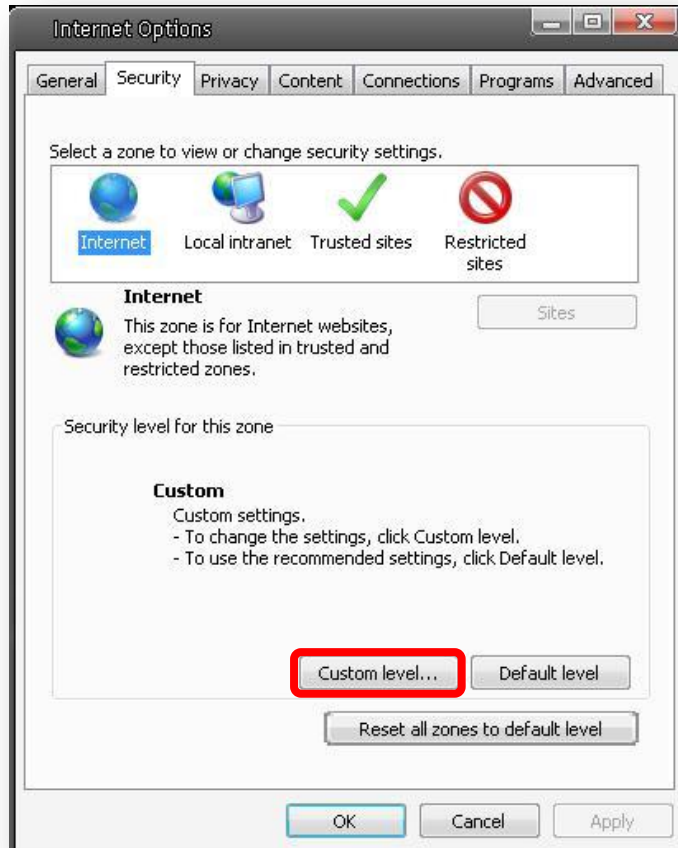 Internet Options
General Security Privacy Content Connections Programs Advanced
Select a zone to view or change security settings.
Internet Local intranet Trusted sites Restricted
sites
Internet
Sites
This zone is for Internet websites,
except those listed in trusted and
restricted zones.
Security level for this zone
Custom
Custom settings.
- To change the settings, click Custom level.
- To use the recommended settings, click Default level.
Custom level... Default level
Reset all zones to default level
OK Cancel Apply